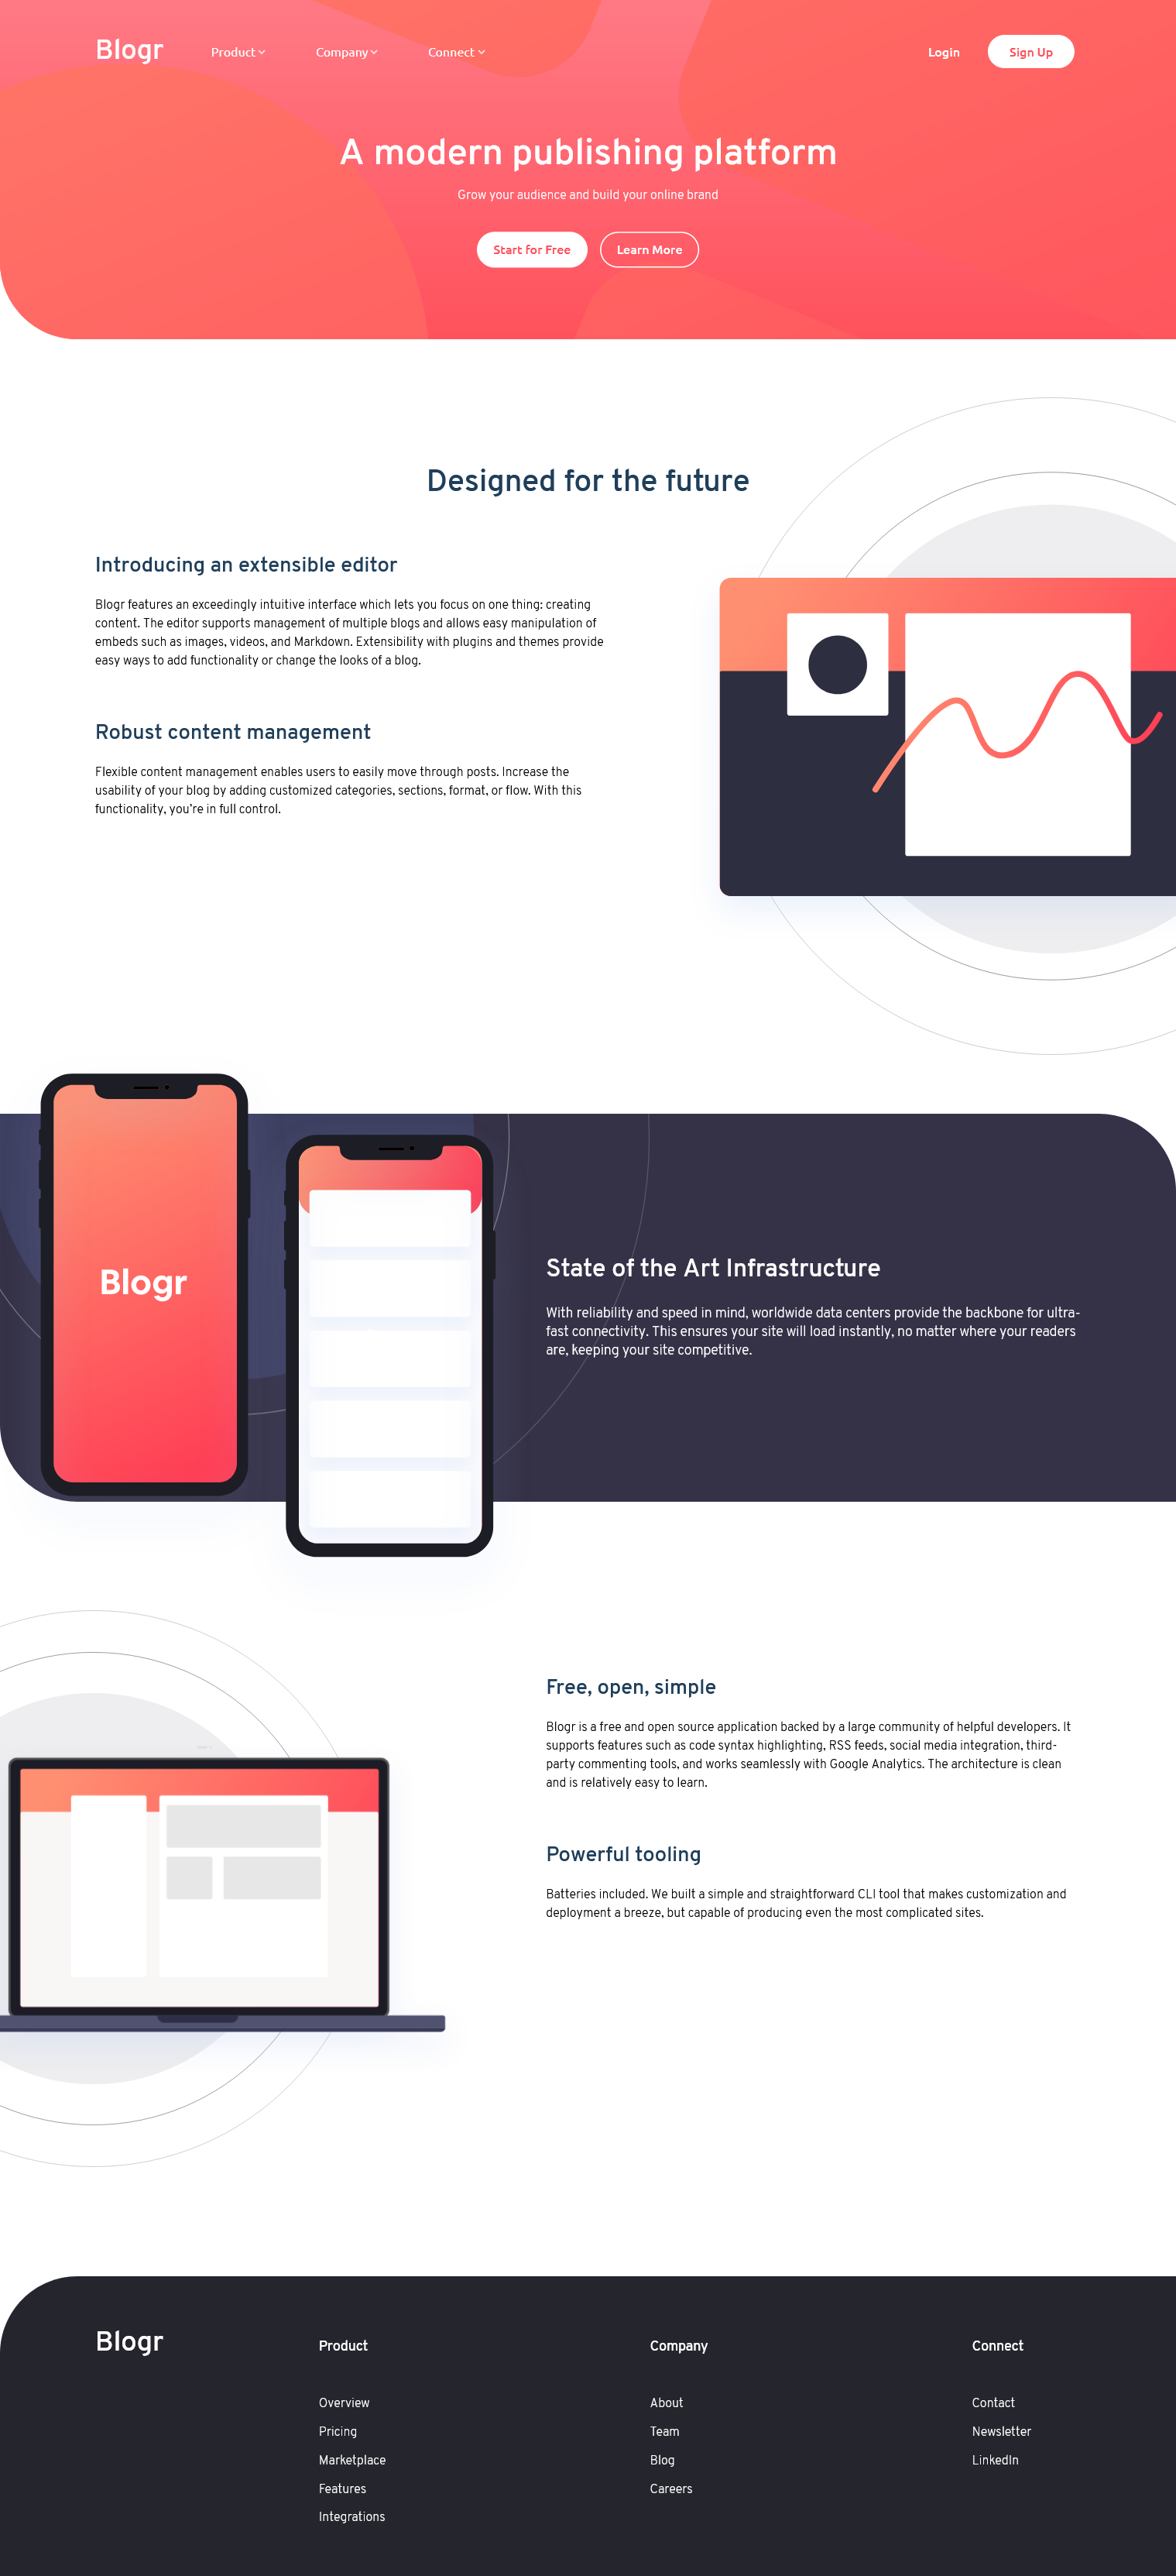 Blogr
Product
Company
Connect
Login
Sign Up
A modern publishing platform
Grow your audience and build your online brand
Start for Free
Learn More
Designed for the future
Introducing an extensible editor
Blogr features an exceedingly intuitive interface which lets you focus on one thing: creating
content. The editor supports management of multiple blogs and allows easy manipulation of
embeds such as images, videos, and Markdown. Extensibility with plugins and themes provide
easy ways to add functionality or change the looks of a blog.
Robust content management
Flexible content management enables users to easily move through posts. Increase the
usability of your blog by adding customized categories, sections, format, or flow. With this
functionality, you're in full control.
Blogr
State of the Art Infrastructure
With reliability and speed in mind, worldwide data centers provide the backbone for ultra-
fast connectivity. This ensures your site will load instantly, no matter where your readers
are, keeping your site competitive.
Free, open, simple
Blogr is a free and open source application backed by a large community of helpful developers. It
supports features such as code syntax highlighting, RSS feeds, social media integration, third-
party commenting tools, and works seamlessly with Google Analytics. The architecture is clean
and is relatively easy to learn.
Powerful tooling
Batteries included. We built a simple and straightforward CLI tool that makes customization and
deployment a breeze, but capable of producing even the most complicated sites.
Blogr
Product
Overview
Pricing
Marketplace
Features
Integrations
Company
About
Team
Blog
Careers
Connect
Contact
Newsletter
LinkedIn